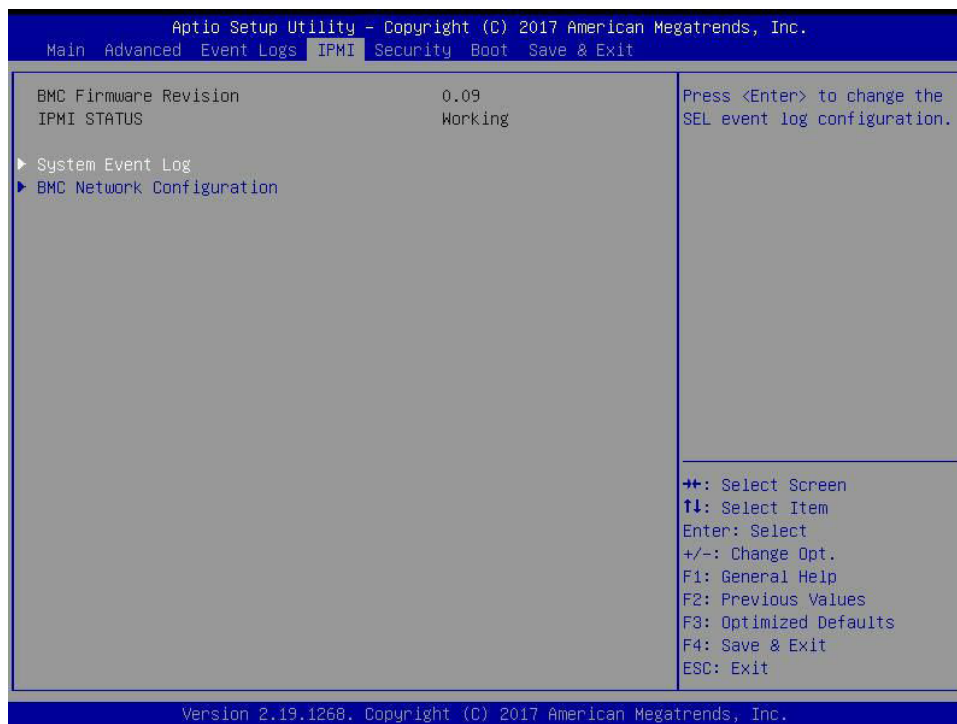 Aptio Setup Utility – Copyright (C) 2017 American Megatrends, Inc.
Main Advanced Event Logs IPMI Security Boot Save & Exit
BMC Firmware Revision 0.09
IPMI STATUS Working
System Event Log
BMC Network Configuration
Press <Enter> to change the
SEL event log configuration.
→←: Select Screen
↑↓: Select Item
Enter: Select
+/-: Change Opt.
F1: General Help
F2: Previous Values
F3: Optimized Defaults
F4: Save & Exit
ESC: Exit
Version 2.19.1268. Copyright (C) 2017 American Megatrends, Inc.